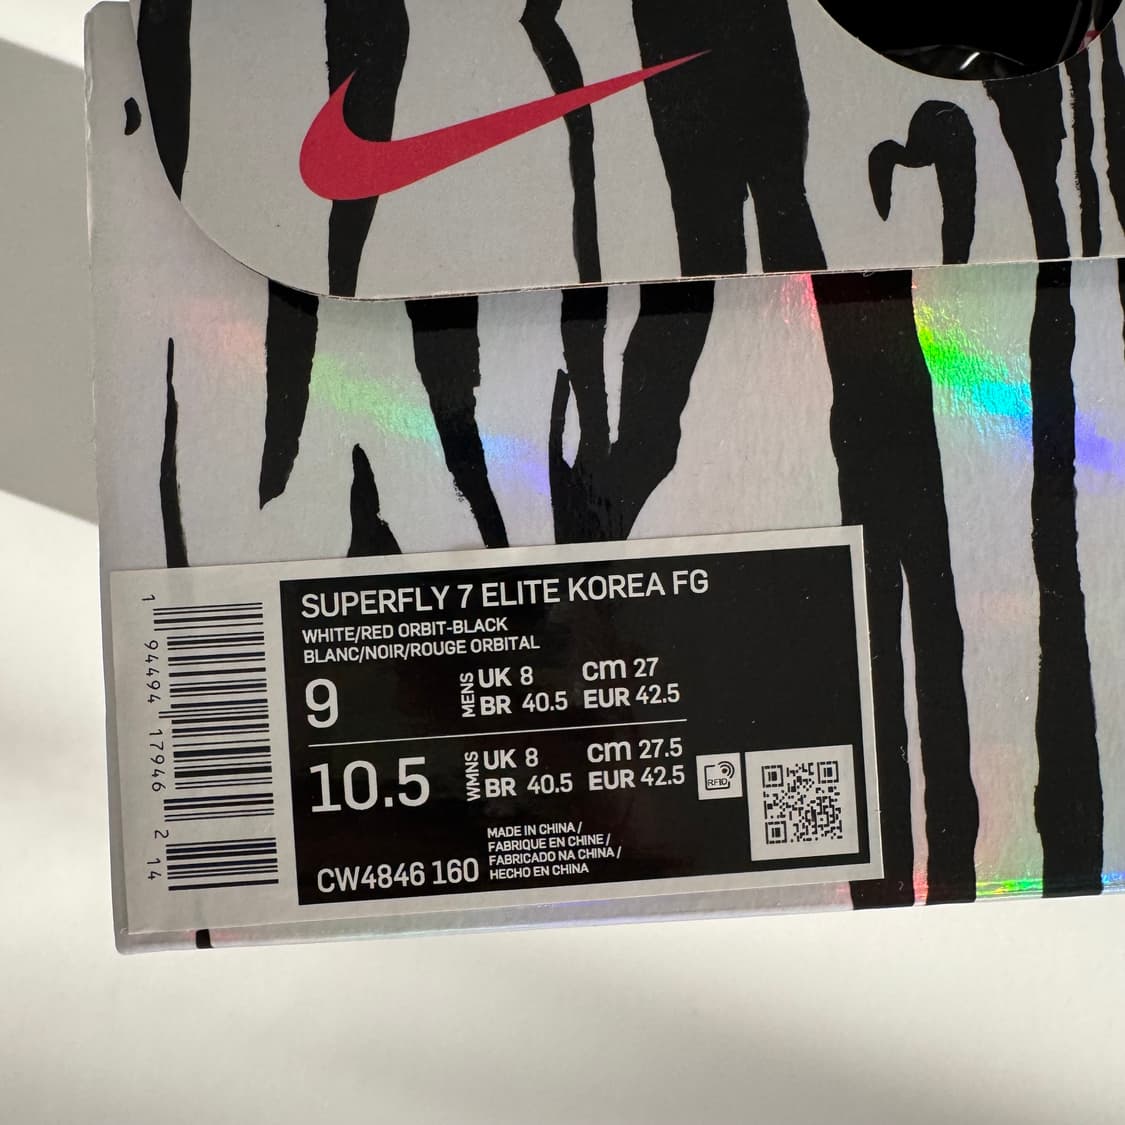 SUPERFLY 7 ELITE KOREA FG
WHITE/RED ORBIT-BLACK
BLANC/NOIR/ROUGE ORBITAL
9
MENS
UK 8 cm 27
BR 40.5 EUR 42.5
10.5
WMNS
UK 8 cm 27.5
BR 40.5 EUR 42.5
RFID
CW4846 160
MADE IN CHINA/
FABRIQUE EN CHINE/
FABRICADO NA CHINA/
HECHO EN CHINA
1 94494 17946 2 14